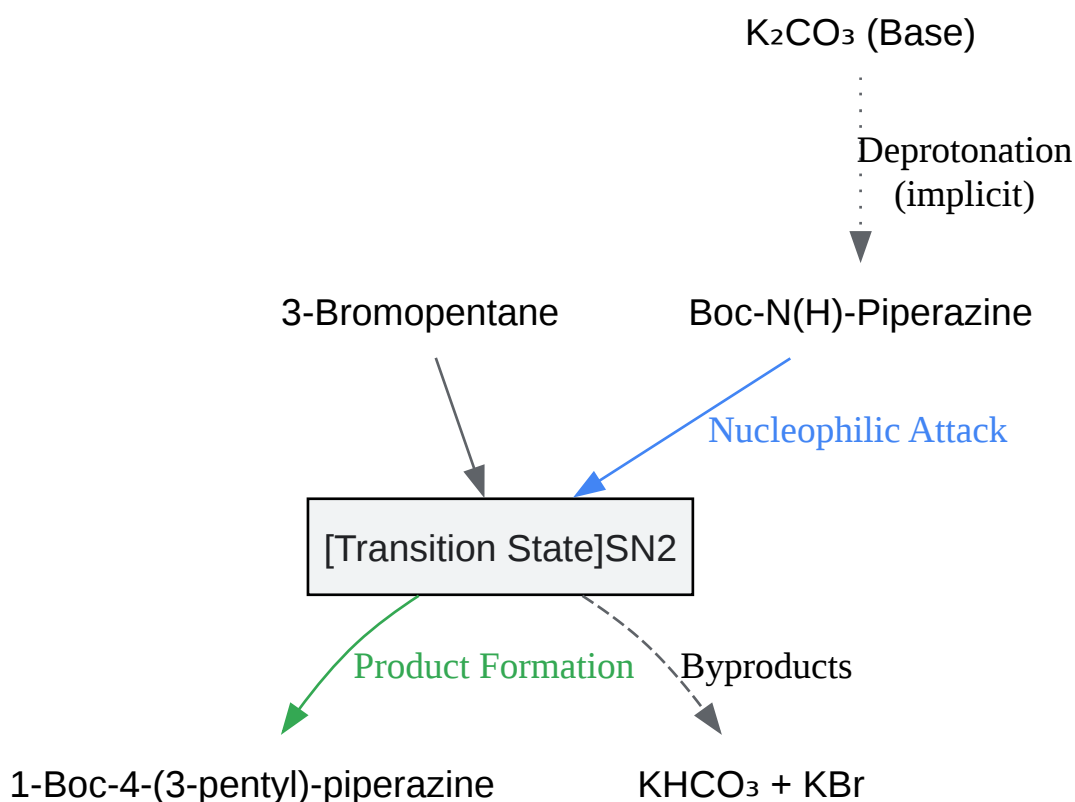 K₂CO₃ (Base)
Deprotonation
(implicit)
3-Bromopentane
Boc-N(H)-Piperazine
Nucleophilic Attack
[Transition State]SN2
Product Formation
Byproducts
1-Boc-4-(3-pentyl)-piperazine
KHCO₃ + KBr